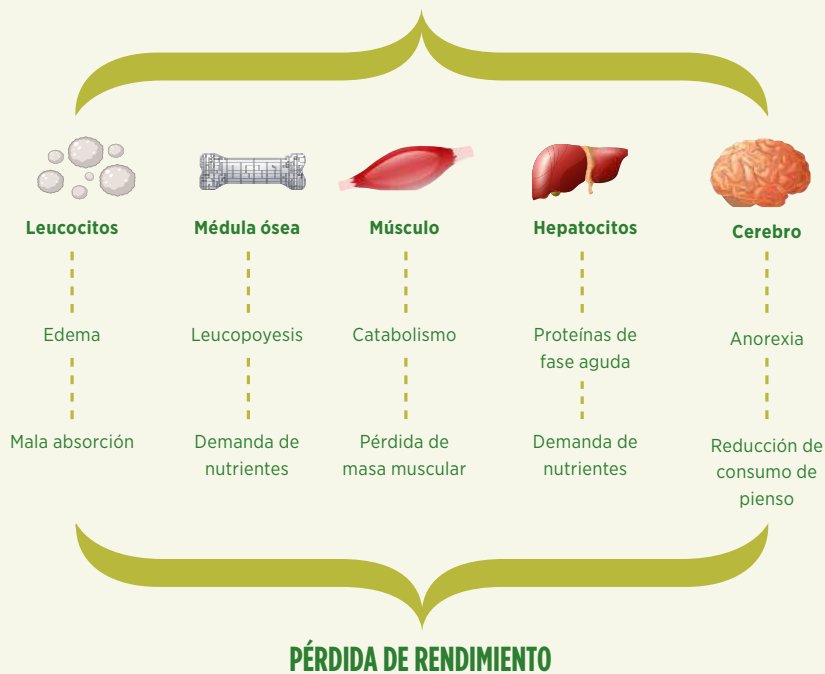 Leucocitos
Médula ósea
Músculo
Hepatocitos
Cerebro
Edema
Leucopoyesis
Catabolismo
Proteínas de
fase aguda
Anorexia
Mala absorción
Demanda de
nutrientes
Pérdida de
masa muscular
Demanda de
nutrientes
Reducción de
consumo de
pienso
PÉRDIDA DE RENDIMIENTO